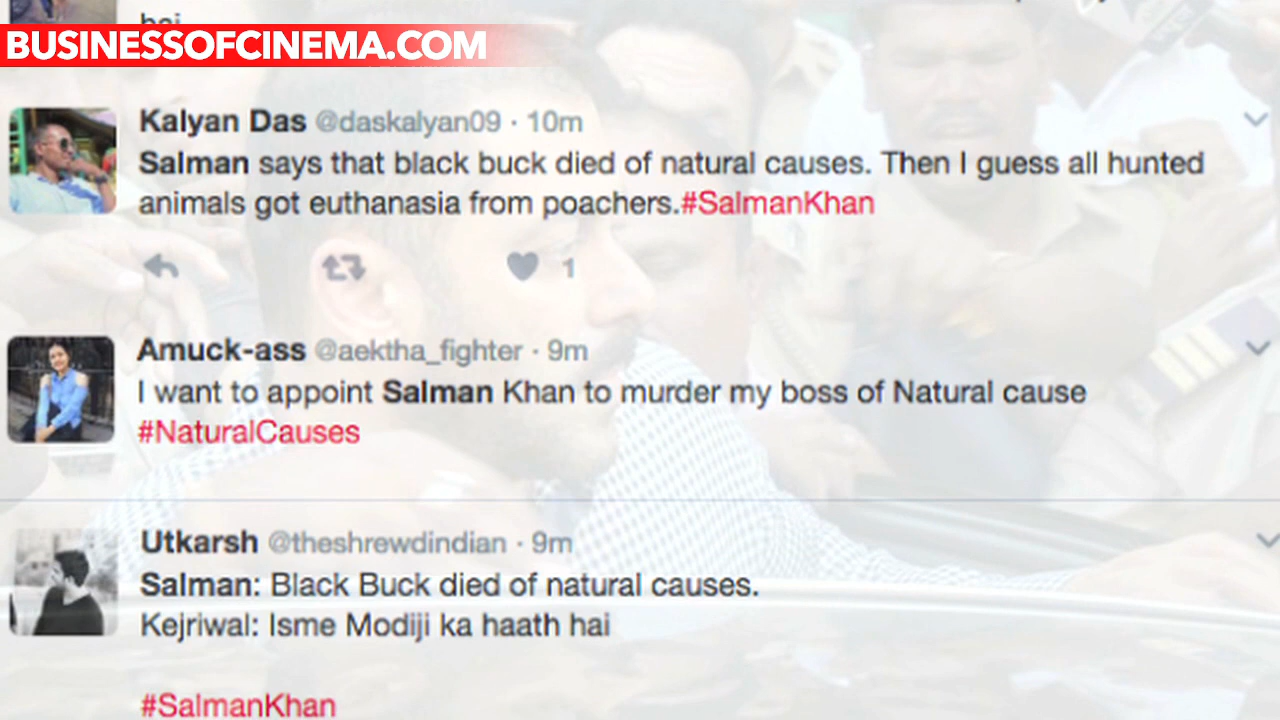 hai
BUSINESSOFCINEMA.COM
Kalyan Das @daskalyan09 · 10m
Salman says that black buck died of natural causes. Then I guess all hunted
animals got euthanasia from poachers.#SalmanKhan
1
Amuck-ass @aektha_fighter · 9m
I want to appoint Salman Khan to murder my boss of Natural cause
#NaturalCauses
Utkarsh @theshrewdindian · 9m
Salman: Black Buck died of natural causes.
Kejriwal: Isme Modiji ka haath hai
#SalmanKhan